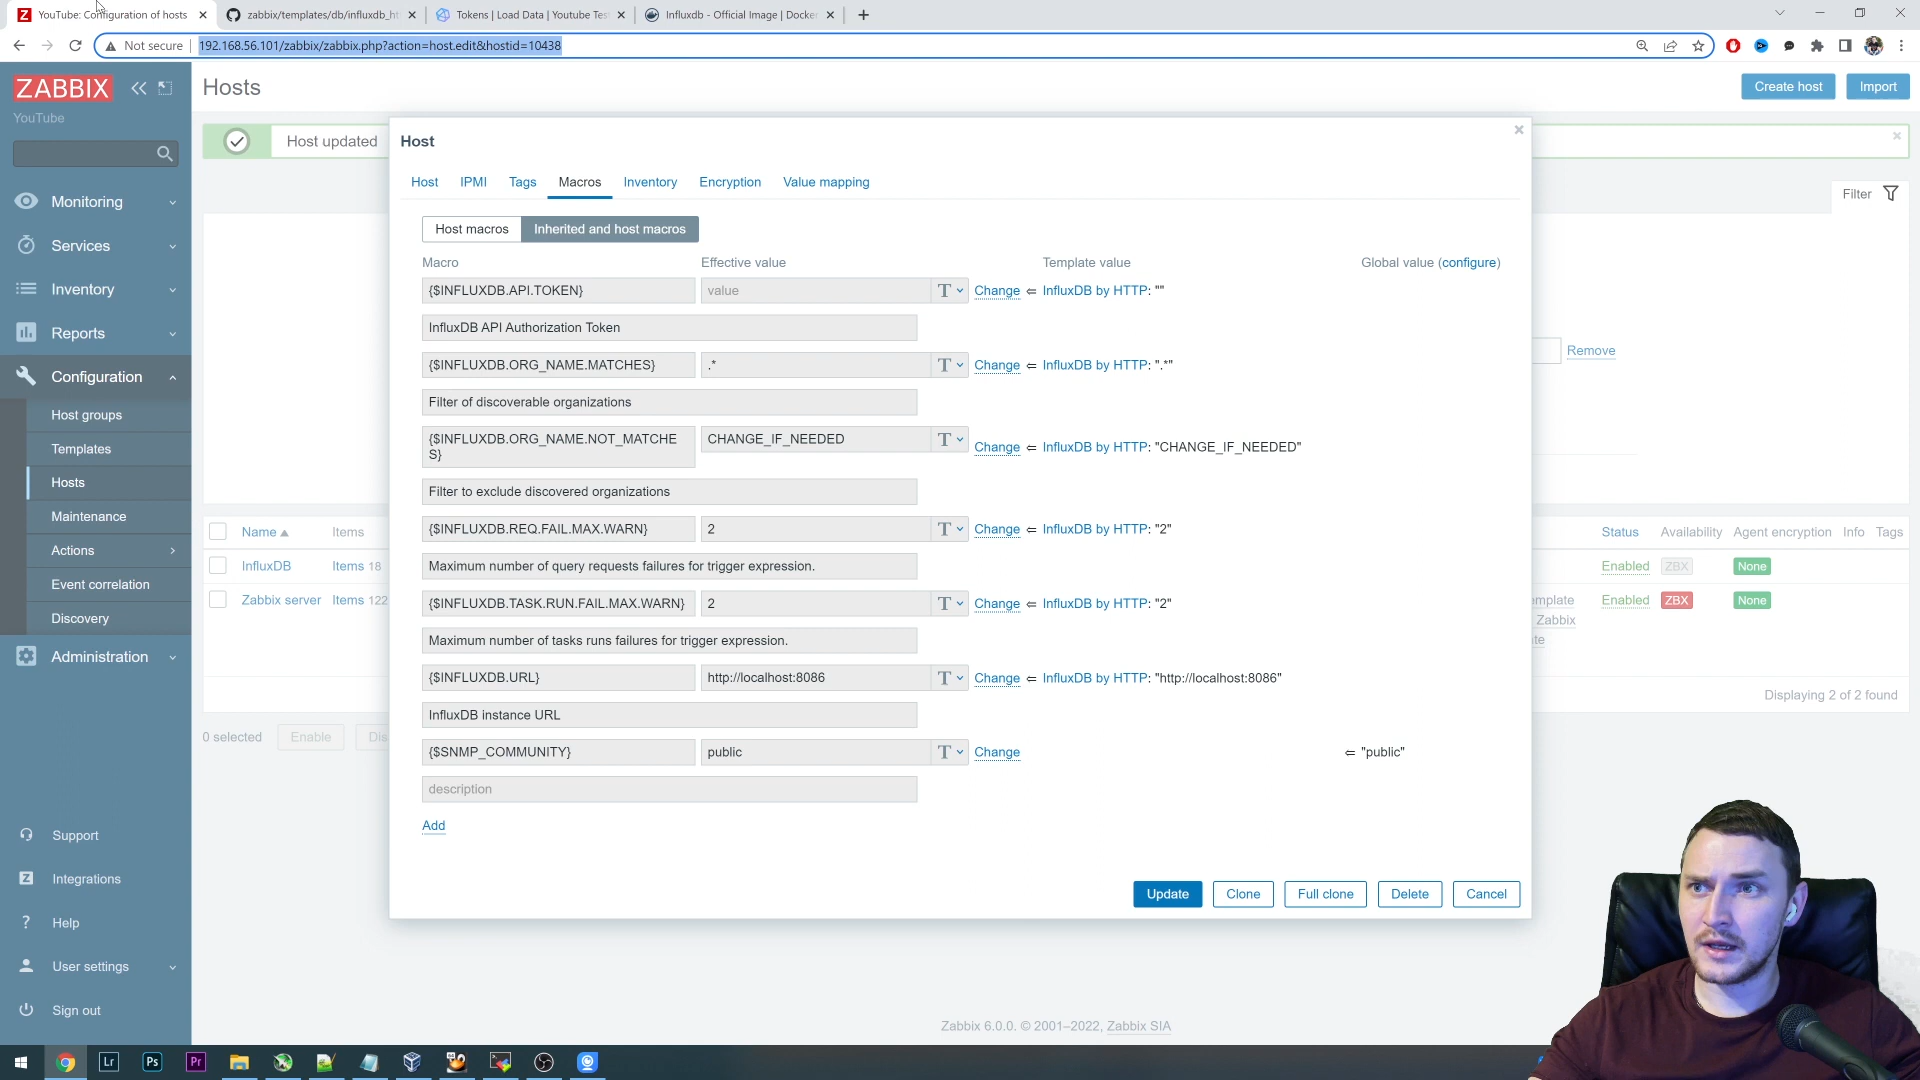 YouTube: Configuration of hosts
zabbix/templates/db/influxdb_ht
Tokens | Load Data | Youtube Tes
Influxdb - Official Image | Docker
Not secure
192.168.56.101/zabbix/zabbix.php?action=host.edit&hostid=10438
ZABBIX
YouTube
Monitoring
Services
Inventory
Reports
Configuration
Host groups
Templates
Hosts
Maintenance
Actions
Event correlation
Discovery
Administration
Support
Integrations
Help
User settings
Sign out
Hosts
Create host
Import
Host updated
Filter
Remove
Name
Items
Status
Availability
Agent encryption
Info
Tags
InfluxDB
Items 18
Enabled
ZBX
None
Zabbix server
Items 122
Enabled
ZBX
None
Zabbix
Displaying 2 of 2 found
0 selected
Enable
Dis
Host
Host
IPMI
Tags
Macros
Inventory
Encryption
Value mapping
Host macros
Inherited and host macros
Macro
Effective value
Template value
Global value (configure)
{$INFLUXDB.API.TOKEN}
value
T
Change
⇐ InfluxDB by HTTP: ""
InfluxDB API Authorization Token
{$INFLUXDB.ORG_NAME.MATCHES}
.*
T
Change
⇐ InfluxDB by HTTP: ".*"
Filter of discoverable organizations
{$INFLUXDB.ORG_NAME.NOT_MATCHE
S}
CHANGE_IF_NEEDED
T
Change
⇐ InfluxDB by HTTP: "CHANGE_IF_NEEDED"
Filter to exclude discovered organizations
{$INFLUXDB.REQ.FAIL.MAX.WARN}
2
T
Change
⇐ InfluxDB by HTTP: "2"
Maximum number of query requests failures for trigger expression.
{$INFLUXDB.TASK.RUN.FAIL.MAX.WARN}
2
T
Change
⇐ InfluxDB by HTTP: "2"
Maximum number of tasks runs failures for trigger expression.
{$INFLUXDB.URL}
http://localhost:8086
T
Change
⇐ InfluxDB by HTTP: "http://localhost:8086"
InfluxDB instance URL
{$SNMP_COMMUNITY}
public
T
Change
⇐ "public"
description
Add
Update
Clone
Full clone
Delete
Cancel
Zabbix 6.0.0. © 2001–2022, Zabbix SIA
Lr
Ps
Pr